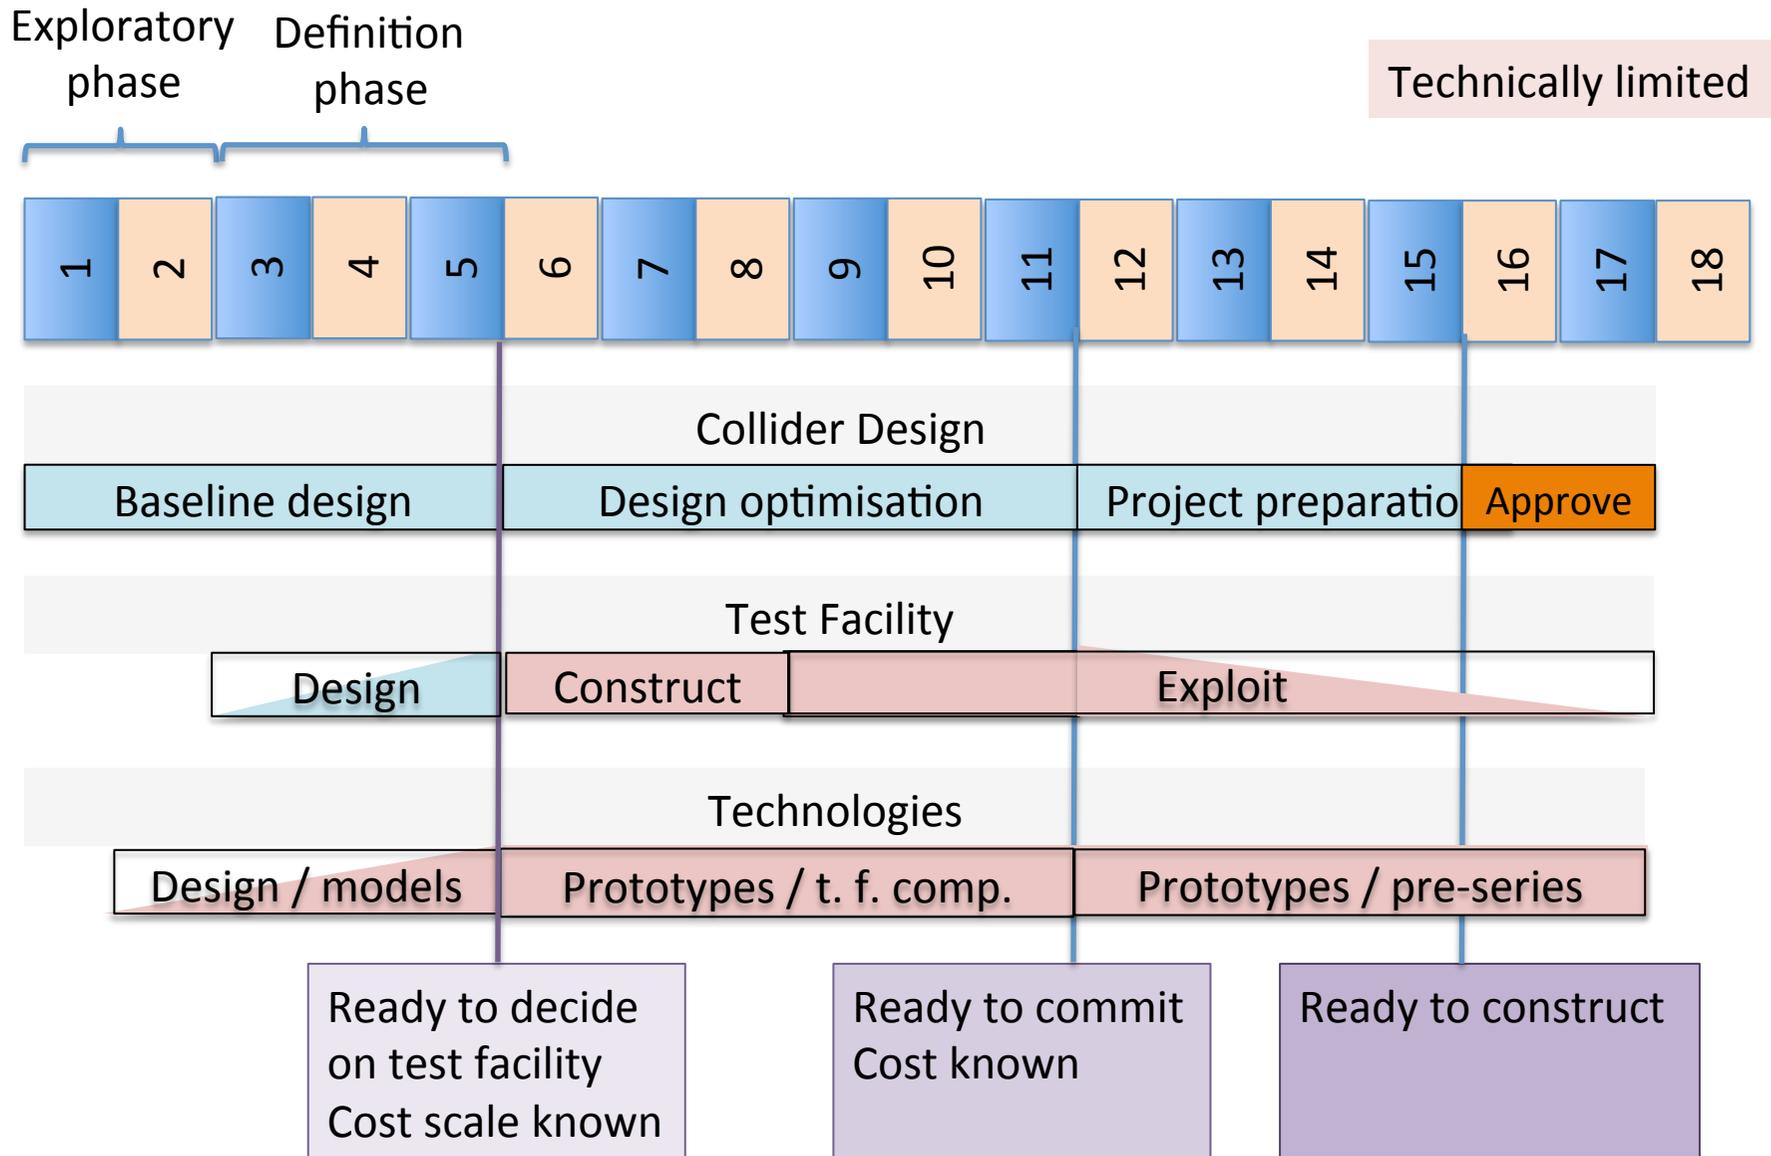 Exploratory
phase
Definition
phase
Technically limited
1 2 3 4 5 6 7 8 9 10 11 12 13 14 15 16 17 18
Collider Design
Baseline design
Design optimisation
Project preparatio
Approve
Test Facility
Design
Construct
Exploit
Technologies
Design / models
Prototypes / t. f. comp.
Prototypes / pre-series
Ready to decide
on test facility
Cost scale known
Ready to commit
Cost known
Ready to construct